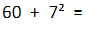 60 + 7² =